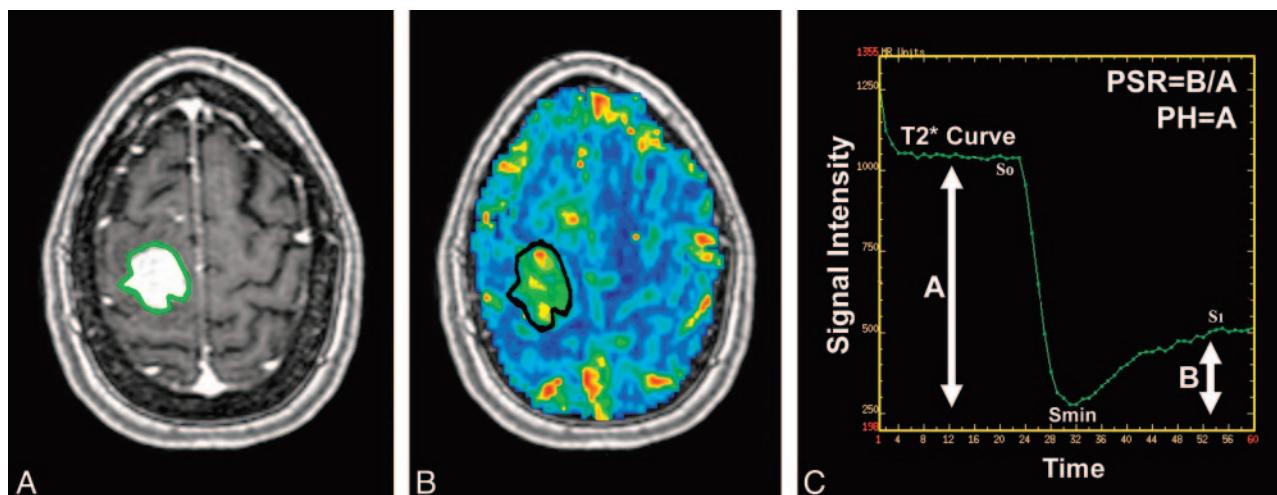 A
B
1355 MR Units
PSR=B/A
PH=A
1250
T2* Curve
1000
S0
750
A
500
S1
B
Smin
250
198
1 4 8 12 16 20 24 28 32 36 40 44 48 52 56 60
Signal Intensity
Time
C